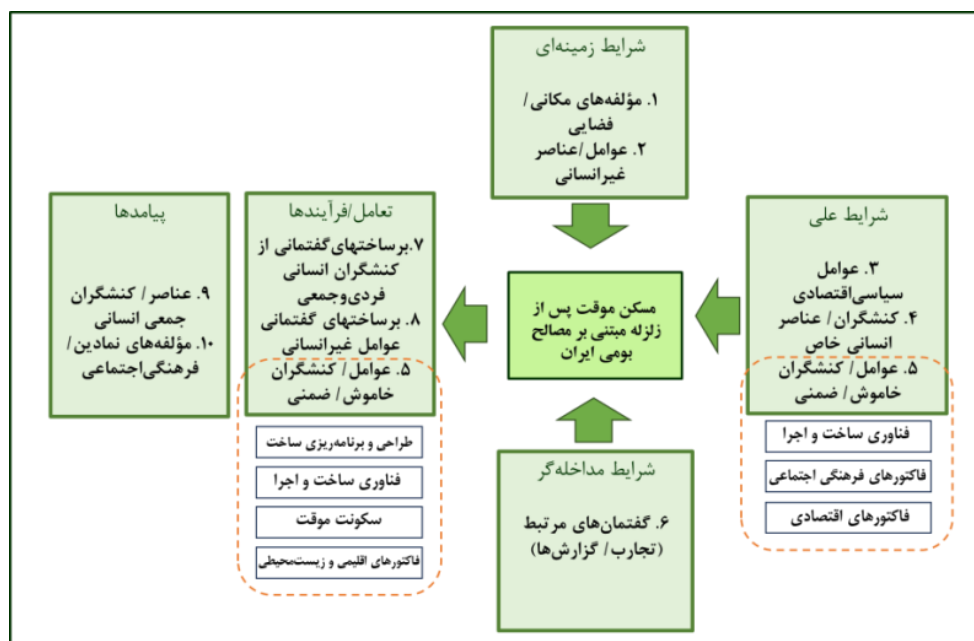 شرایط زمینه‌ای
۱. مؤلفه‌های مکانی/
فضایی
۲. عوامل/عناصر
غیرانسانی
شرایط علی
۳. عوامل
سیاسی‌اقتصادی
۴. کنشگران/ عناصر
انسانی خاص
۵. عوامل/ کنشگران
خاموش/ ضمنی
فناوری ساخت و اجرا
فاکتورهای فرهنگی اجتماعی
فاکتورهای اقتصادی
مسکن موقت پس از
زلزله مبتنی بر مصالح
بومی ایران
شرایط مداخله‌گر
۶. گفتمان‌های مرتبط
(تجارب/ گزارش‌ها)
تعامل/فرآیندها
۷.برساختهای‌گفتمانی از
کنشگران انسانی
فردی‌وجمعی
۸. برساختهای گفتمانی
عوامل غیرانسانی
۵. عوامل/ کنشگران
خاموش/ ضمنی
طراحی و برنامه‌ریزی ساخت
فناوری ساخت و اجرا
سکونت موقت
فاکتورهای اقلیمی و زیست‌محیطی
پیامدها
۹. عناصر/ کنشگران
جمعی انسانی
۱۰. مؤلفه‌های نمادین/
فرهنگی‌اجتماعی